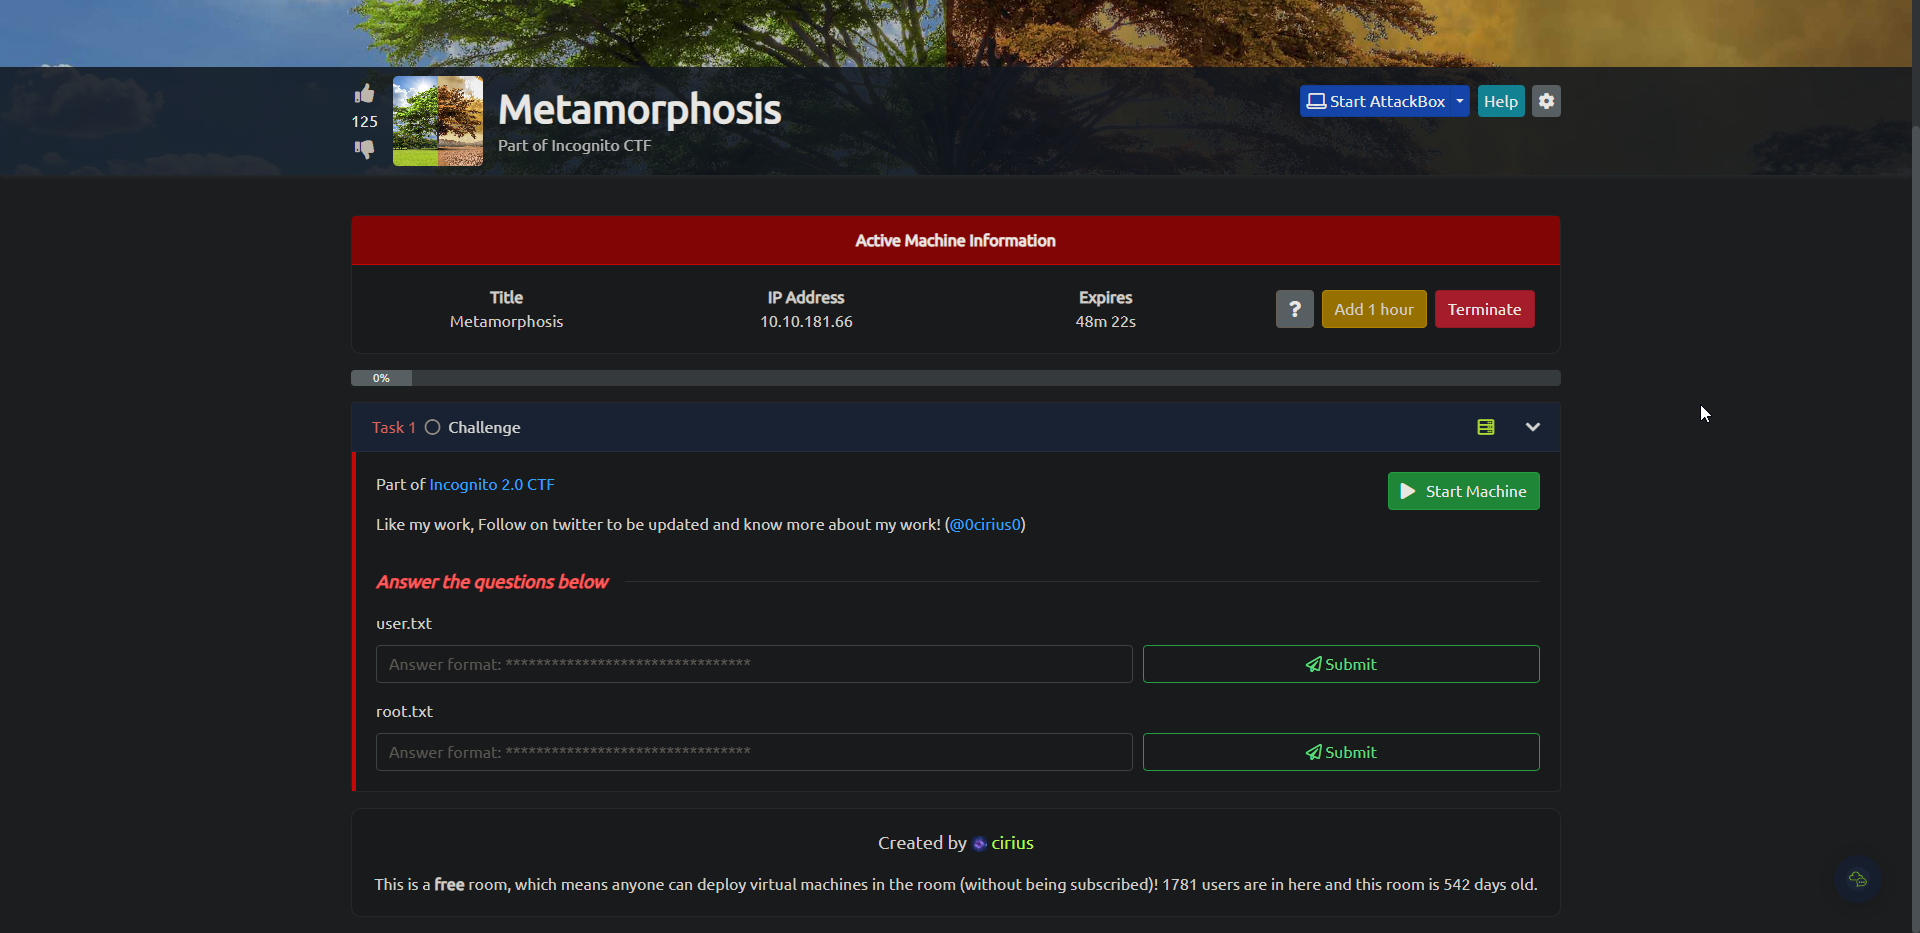 125
Metamorphosis
Part of Incognito CTF
Start AttackBox
Help
Active Machine Information
Title
IP Address
Expires
Metamorphosis
10.10.181.66
48m 22s
?
Add 1 hour
Terminate
0%
Task 1 Challenge
Part of Incognito 2.0 CTF
Start Machine
Like my work, Follow on twitter to be updated and know more about my work! (@0cirius0)
Answer the questions below
user.txt
Answer format: ********************************
Submit
root.txt
Answer format: ********************************
Submit
Created by cirius
This is a free room, which means anyone can deploy virtual machines in the room (without being subscribed)! 1781 users are in here and this room is 542 days old.